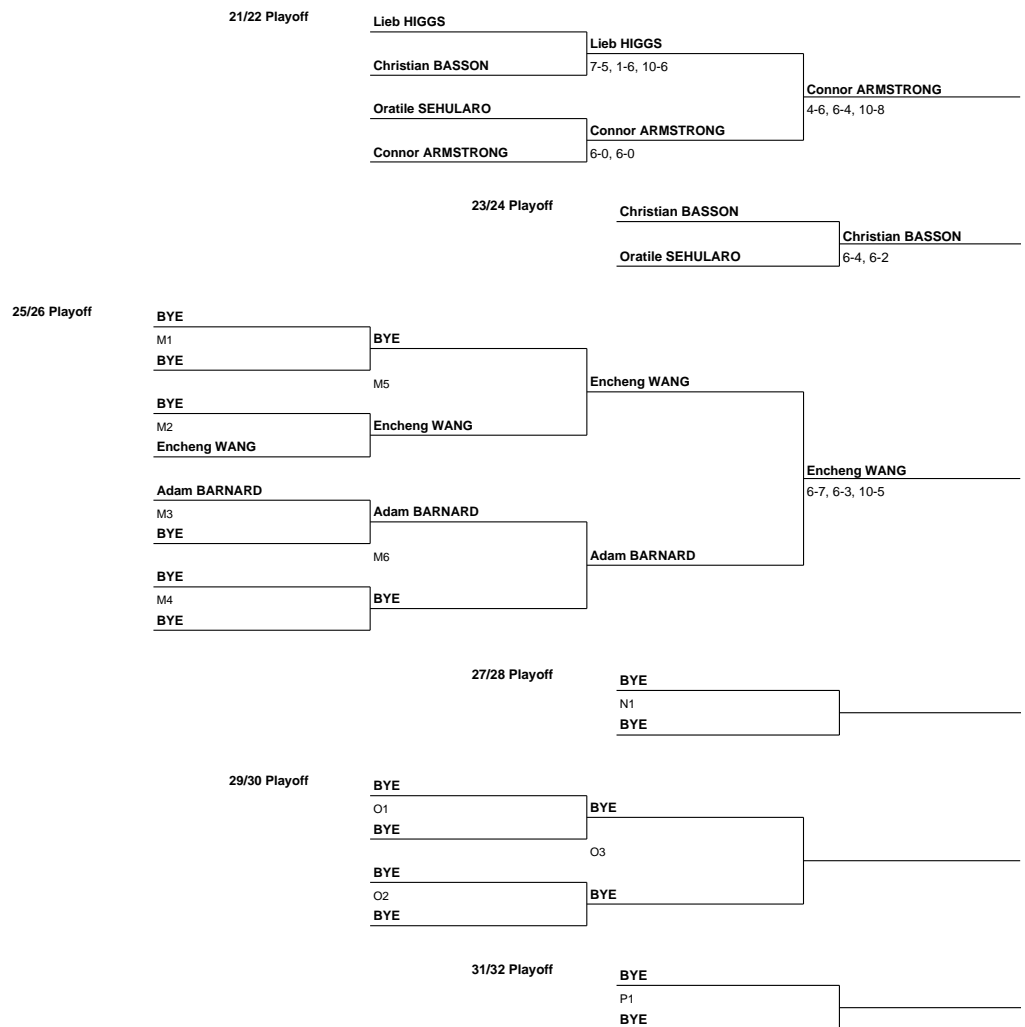 21/22 Playoff
Lieb HIGGS
Lieb HIGGS
Christian BASSON
7-5, 1-6, 10-6
Connor ARMSTRONG
Oratile SEHULARO
4-6, 6-4, 10-8
Connor ARMSTRONG
Connor ARMSTRONG
6-0, 6-0
23/24 Playoff
Christian BASSON
Christian BASSON
Oratile SEHULARO
6-4, 6-2
25/26 Playoff
BYE
M1
BYE
BYE
M5
Encheng WANG
BYE
M2
Encheng WANG
Encheng WANG
Encheng WANG
6-7, 6-3, 10-5
Adam BARNARD
M3
Adam BARNARD
BYE
M6
Adam BARNARD
BYE
M4
BYE
BYE
27/28 Playoff
BYE
N1
BYE
29/30 Playoff
BYE
O1
BYE
BYE
O3
BYE
O2
BYE
BYE
31/32 Playoff
BYE
P1
BYE